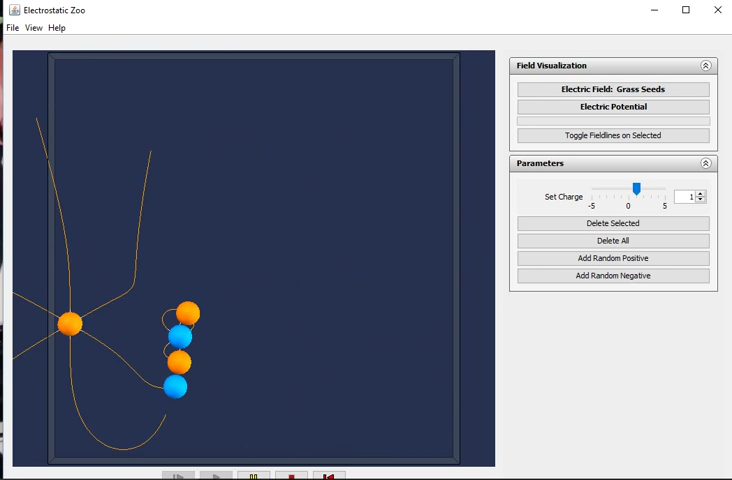 Electrostatic Zoo
File View Help
Field Visualization
Electric Field: Grass Seeds
Electric Potential
Toggle Fieldlines on Selected
Parameters
Set Charge
1
-5 0 5
Delete Selected
Delete All
Add Random Positive
Add Random Negative